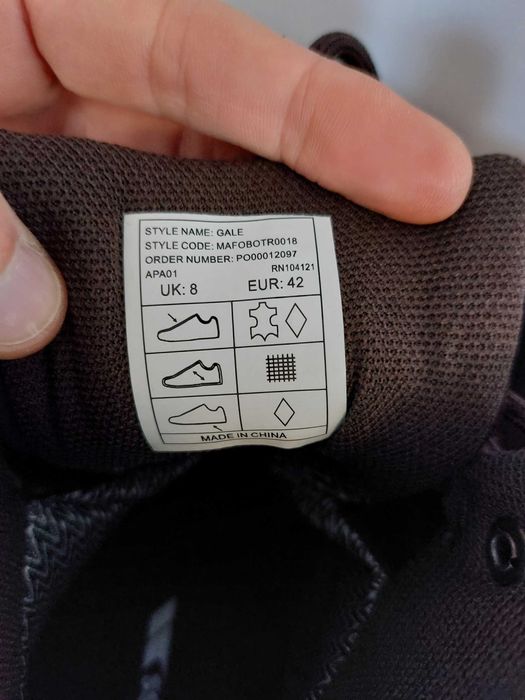 STYLE NAME: GALE
STYLE CODE: MAFOBOTR0018
ORDER NUMBER: PO00012097
APA01 RN104121
UK: 8 EUR: 42
MADE IN CHINA